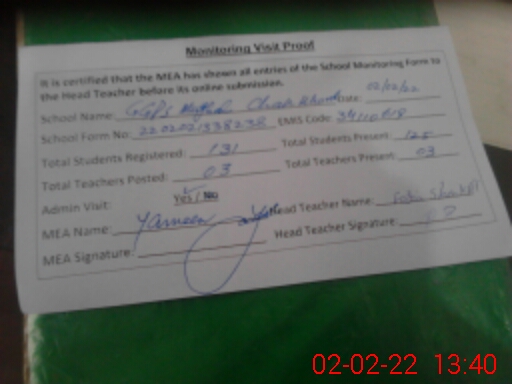 Monitoring Visit Proof
It is certified that the MEA has shown all entries of the School Monitoring Form to
the Head Teacher before its online submission.
School Name: GGPS Date: 02/02/22
School Form No: 2202021338238 EMIS Code:
Total Students Registered: 131 Total Students Present: 125
Total Teachers Posted: 03 Total Teachers Present: 03
Admin Visit: Yes / No
MEA Name: Yameen Head Teacher Name:
MEA Signature: Head Teacher Signature:
02-02-22 13:40